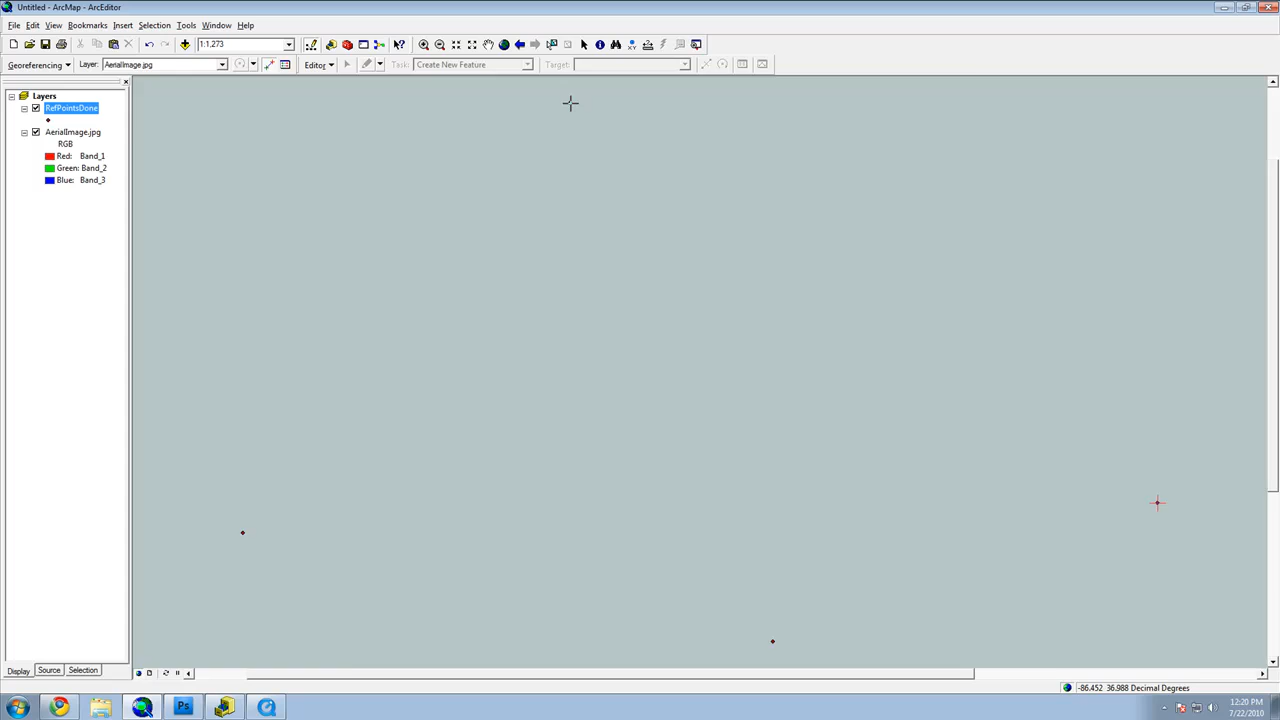 Untitled - ArcMap - ArcEditor
File Edit View Bookmarks Insert Selection Tools Window Help
1:1,273
Georeferencing Layer: AerialImage.jpg Editor Task: Create New Feature Target:
Layers
RefPointsDone
AerialImage.jpg
RGB
Red: Band_1
Green: Band_2
Blue: Band_3
Display Source Selection
-86.452 36.988 Decimal Degrees
Ps
12:20 PM
7/22/2010